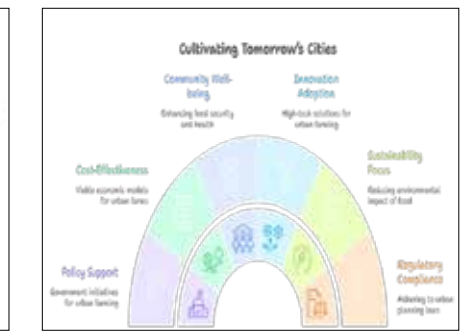 Cultivating Tomorrow's Cities
Community Well-
being
Enhancing food security
and health
Innovation
Adoption
High-tech solutions for
urban farming
Cost-Effectiveness
Viable economic models
for urban farms
Sustainability
Focus
Reducing environmental
impact of food
Policy Support
Government initiatives
for urban farming
Regulatory
Compliance
Adhering to urban
planning laws